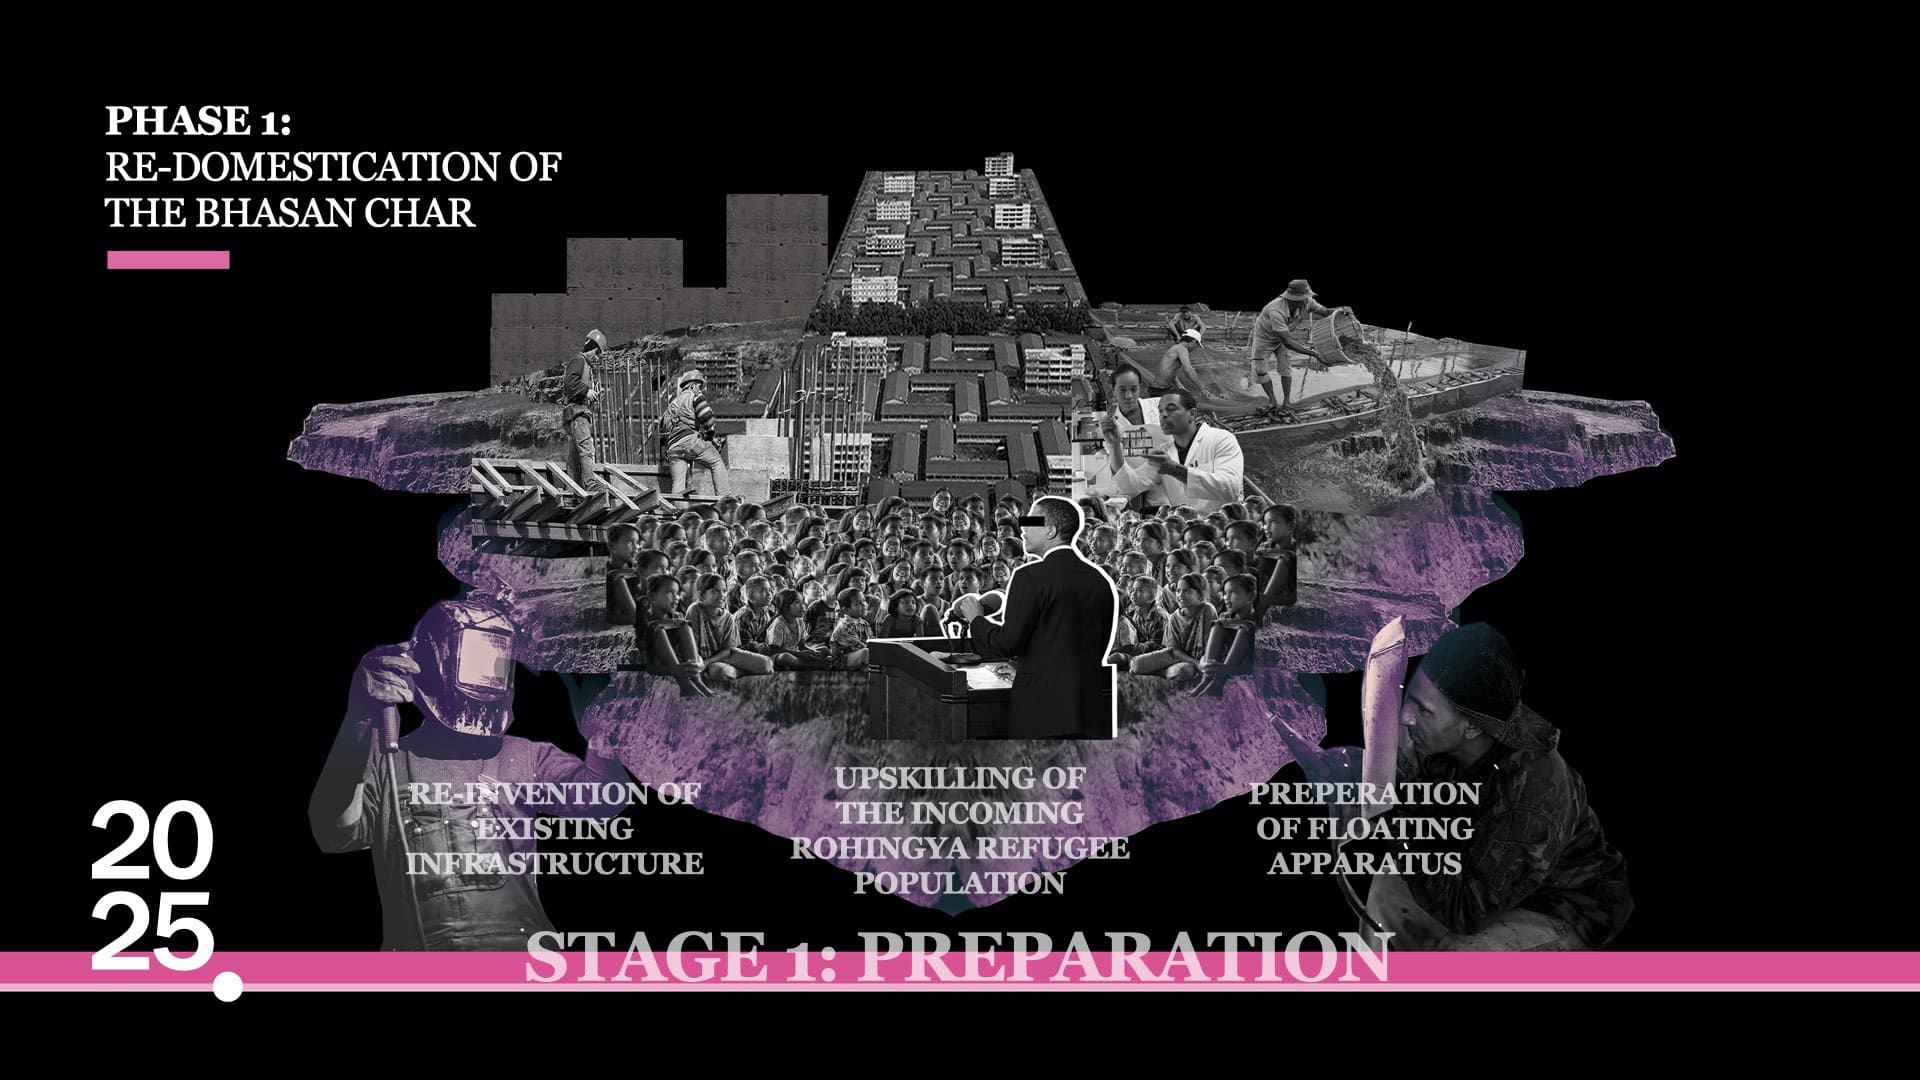 PHASE 1:
RE-DOMESTICATION OF
THE BHASAN CHAR
RE-INVENTION OF
EXISTING
INFRASTRUCTURE
UPSKILLING OF
THE INCOMING
ROHINGYA REFUGEE
POPULATION
PREPERATION
OF FLOATING
APPARATUS
20
25.
STAGE 1: PREPARATION